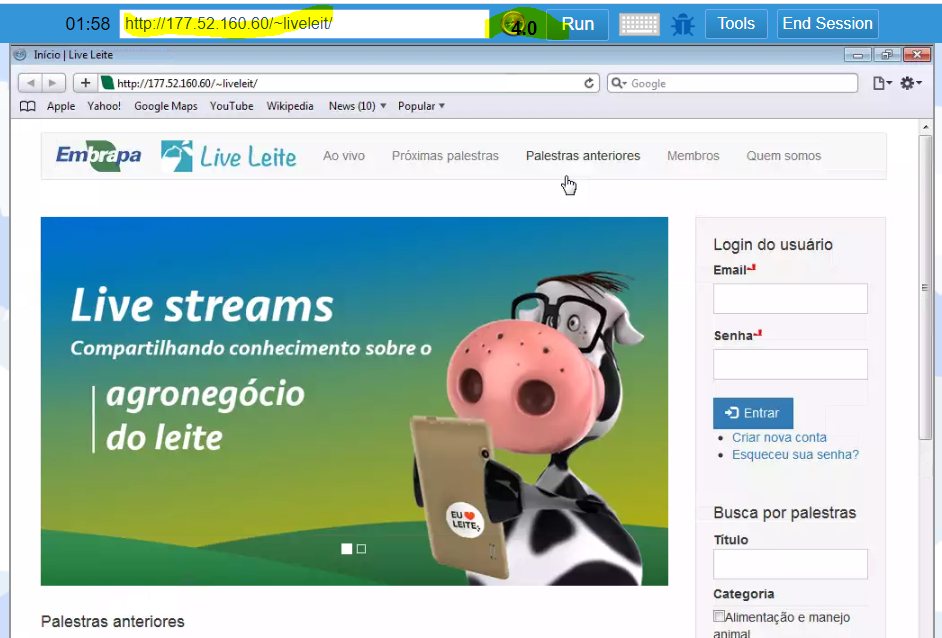 01:58 http://177.52.160.60/~liveleit/ 4.0 Run Tools End Session
Início | Live Leite
http://177.52.160.60/~liveleit/ Google
Apple Yahoo! Google Maps YouTube Wikipedia News (10) Popular
Embrapa Live Leite Ao vivo Próximas palestras Palestras anteriores Membros Quem somos
Live streams
Compartilhando conhecimento sobre o
agronegócio
do leite
EU
LEITE
Login do usuário
Email
Senha
Entrar
Criar nova conta
Esqueceu sua senha?
Busca por palestras
Título
Categoria
Alimentação e manejo
animal
Palestras anteriores